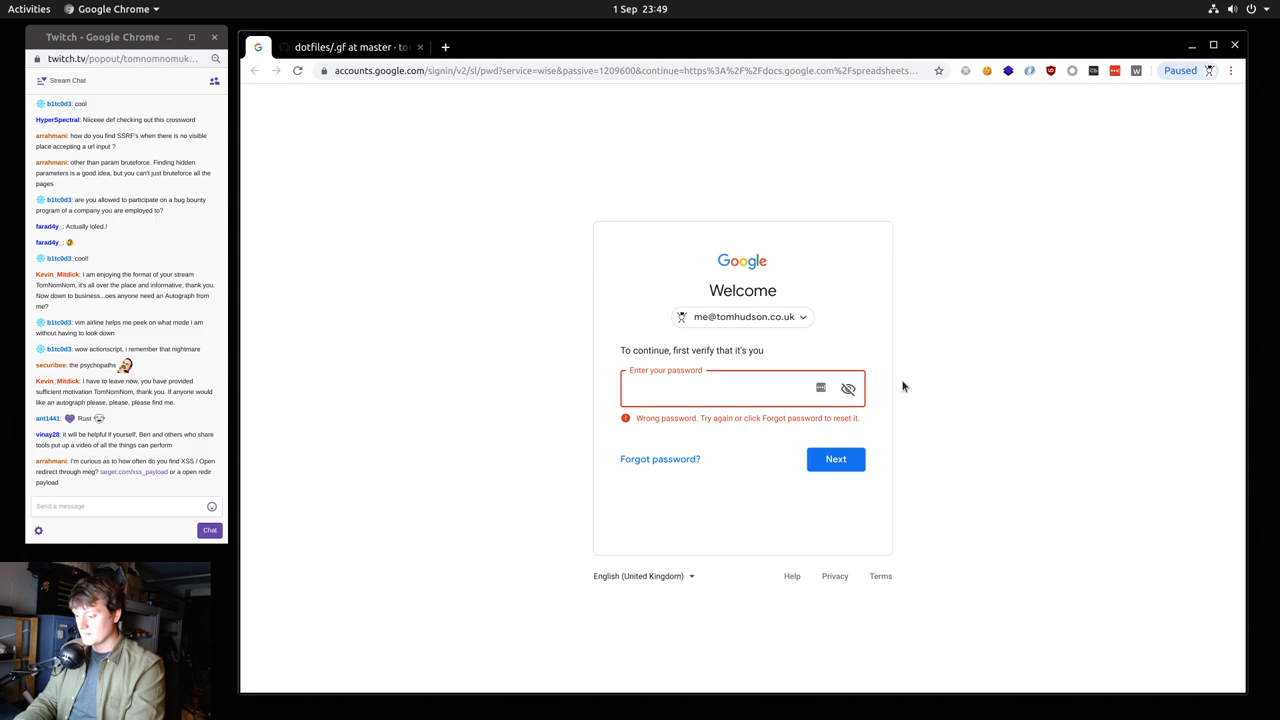 Activities
Google Chrome
1 Sep 23:49
Twitch - Google Chrome
twitch.tv/popout/tomnomnomuk...
Stream Chat
b1tc0d3: cool
HyperSpectral: Niiceee def checking out this crossword
arrahmani: how do you find SSRF's when there is no visible
place accepting a url input ?
arrahmani: other than param bruteforce. Finding hidden
parameters is a good idea, but you can't just bruteforce all the
pages
b1tc0d3: are you allowed to participate on a bug bounty
program of a company you are employed to?
farad4y_: Actually loled.!
farad4y_:
b1tc0d3: cool!
Kevin_Mitdick: I am enjoying the format of your stream
TomNomNom, it's all over the place and informative, thank you.
Now down to business...oes anyone need an Autograph from
me?
b1tc0d3: vim airline helps me peek on what mode i am
without having to look down
b1tc0d3: wow actionscript, i remember that nightmare
securibee: the psychopaths
Kevin_Mitdick: I have to leave now, you have provided
sufficient motivation TomNomNom, thank you. If anyone would
like an autograph please, please, please find me.
ant1441: Rust
vinay28: it will be helpful if yourself, Ben and others who share
tools put up a video of all the things can perform
arrahmani: I'm curious as to how often do you find XSS / Open
redirect through meg? target.com/xss_payload or a open redir
payload
Send a message
Chat
dotfiles/.gf at master · to
accounts.google.com/signin/v2/sl/pwd?service=wise&passive=1209600&continue=https%3A%2F%2Fdocs.google.com%2Fspreadsheets...
Paused
Google
Welcome
me@tomhudson.co.uk
To continue, first verify that it's you
Enter your password
Wrong password. Try again or click Forgot password to reset it.
Forgot password?
Next
English (United Kingdom)
Help
Privacy
Terms